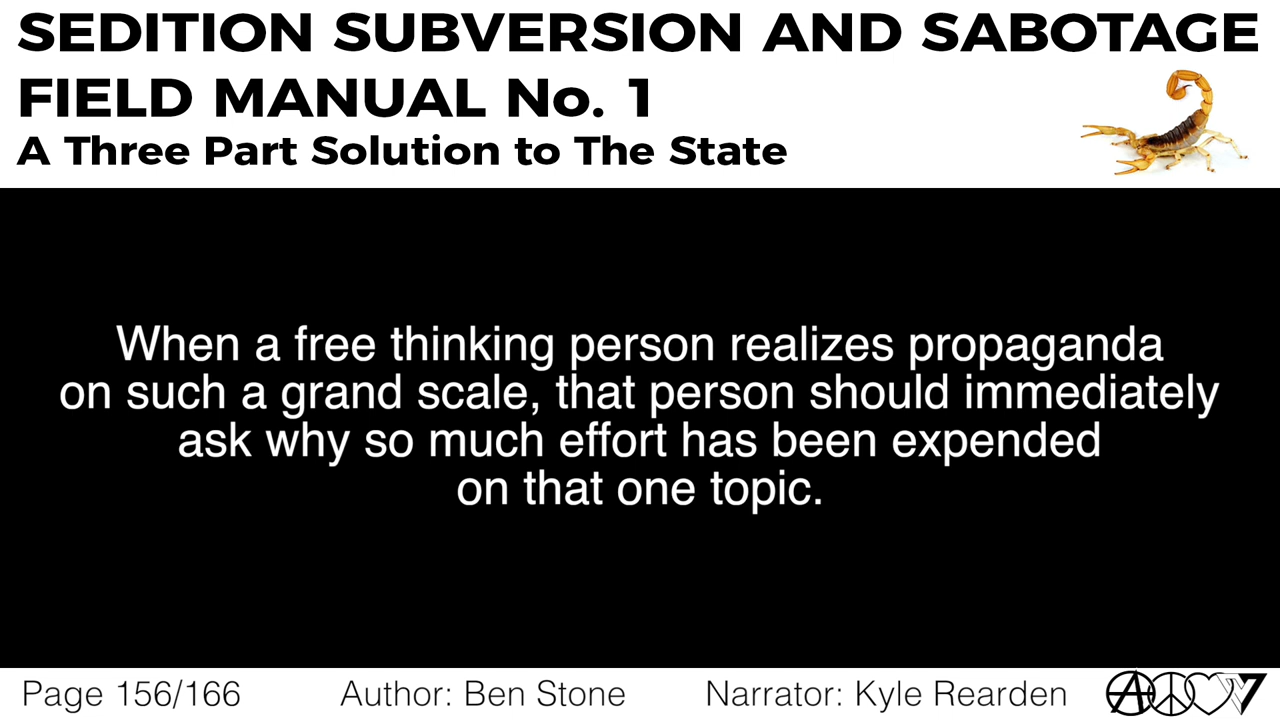 SEDITION SUBVERSION AND SABOTAGE
FIELD MANUAL No. 1
A Three Part Solution to The State
When a free thinking person realizes propaganda
on such a grand scale, that person should immediately
ask why so much effort has been expended
on that one topic.
Page 156/166 Author: Ben Stone Narrator: Kyle Rearden